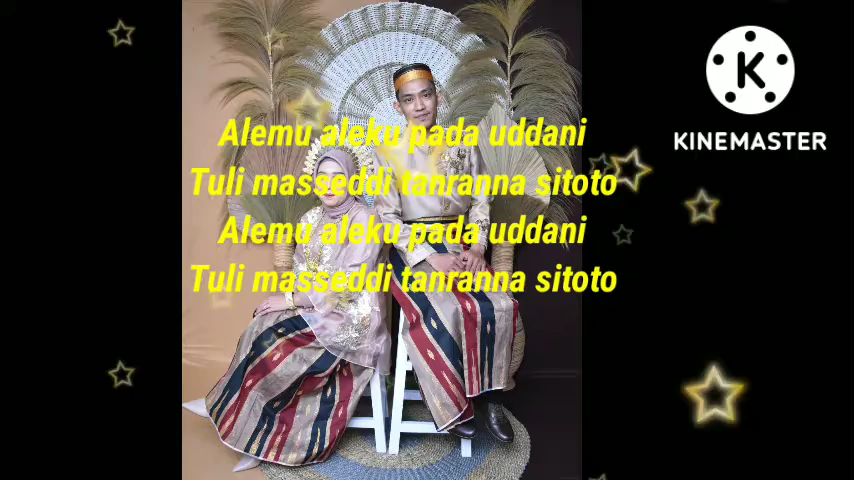 Alemu aleku pada uddani
Tuli masseddi tanranna sitoto
Alemu aleku pada uddani
Tuli masseddi tanranna sitoto
K
KINEMASTER